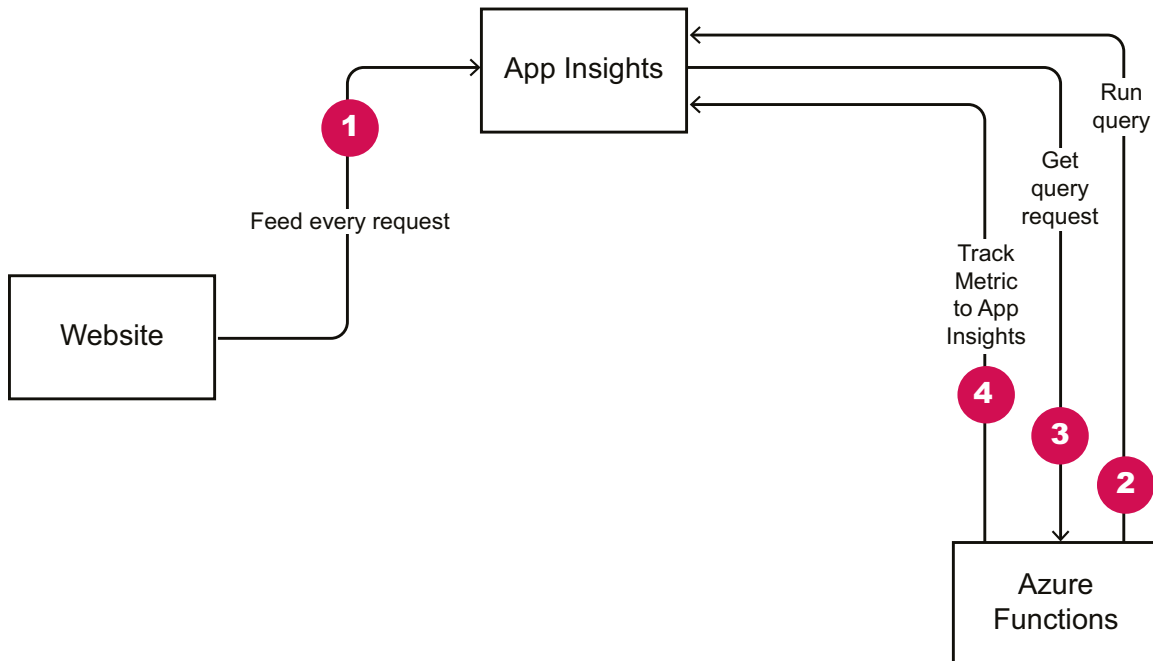 App Insights
1
Feed every request
Website
Run
query
Get
query
request
Track
Metric
to App
Insights
4
3
2
Azure
Functions